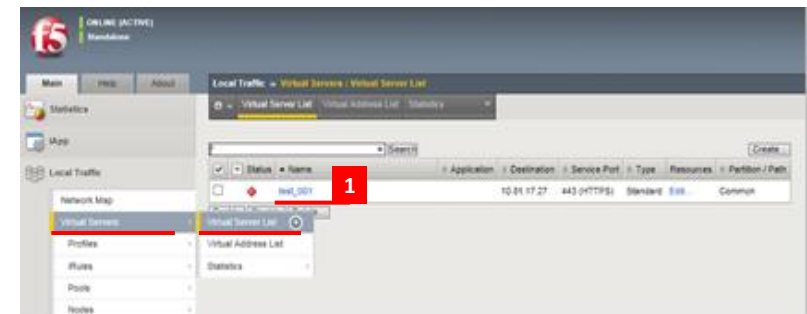 f5
ONLINE (ACTIVE)
Standalone
Main Help About
Local Traffic » Virtual Servers : Virtual Server List
Statistics
Virtual Server List Virtual Address List Statistics
iApp
* Search Create...
Local Traffic
Status Name Application Destination Service Port Type Resources Partition / Path
test_001 10.81.17.27 443 (HTTPS) Standard Edit... Common
1
Network Map
Virtual Servers Virtual Server List
Profiles Virtual Address List
iRules Statistics
Pools
Nodes